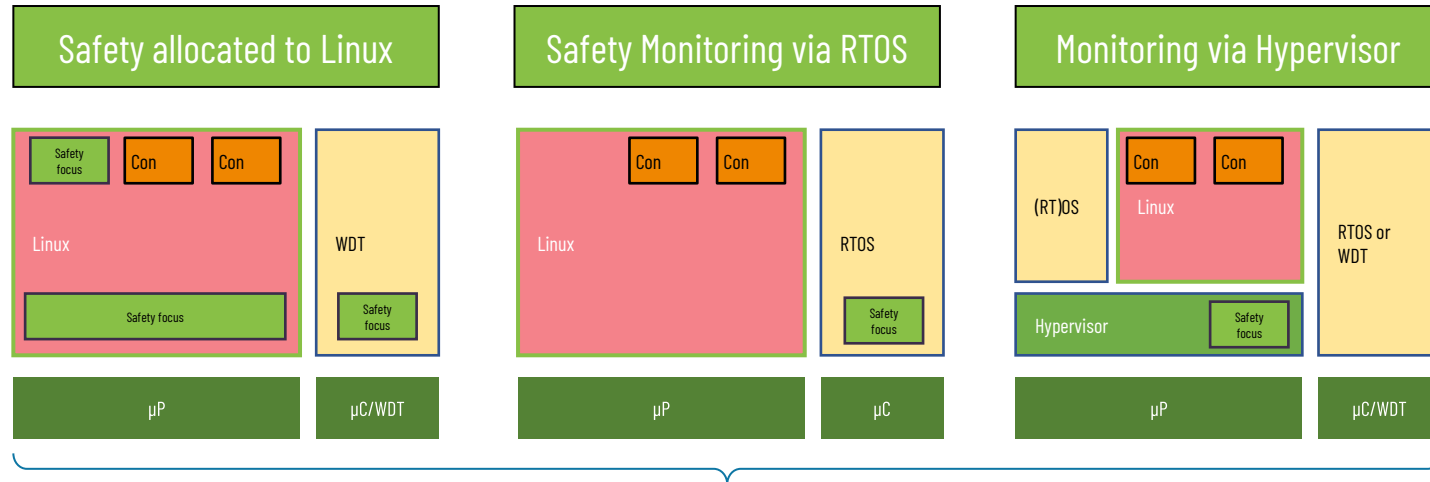 Safety allocated to Linux
Safety Monitoring via RTOS
Monitoring via Hypervisor
Safety
focus
Con
Con
Linux
Safety focus
WDT
Safety
focus
µP
µC/WDT
Con
Con
Linux
RTOS
Safety
focus
µP
µC
(RT)OS
Con
Con
Linux
Hypervisor
Safety
focus
RTOS or
WDT
µP
µC/WDT